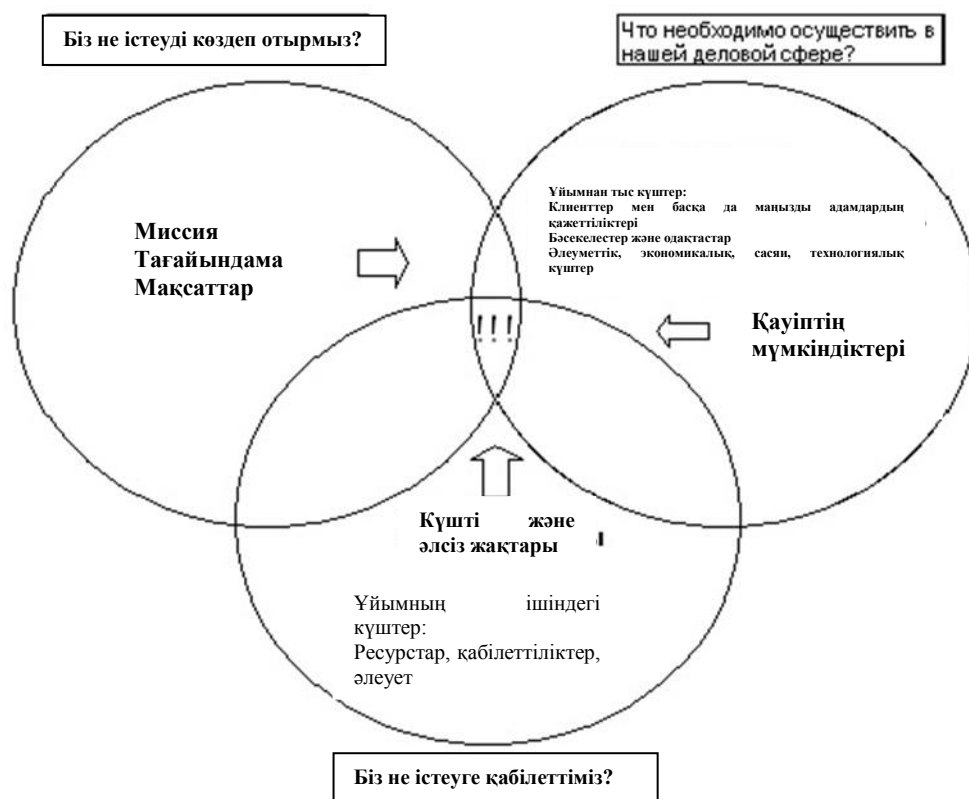 Біз не істеуді көздеп отырмыз?
Что необходимо осуществить в
нашей деловой сфере?
Ұйымнан тыс күштер:
Клиенттер мен басқа да маңызды адамдардың
қажеттіліктері
Бәсекелестер және одақтастар
Әлеуметтік, экономикалық, сасяи, технологиялық
күштер
Миссия
Тағайындама
Мақсаттар
! ! !
Қауіптің
мүмкіндіктері
Күшті және
әлсіз жақтары
Ұйымның ішіндегі
күштер:
Ресурстар, қабілеттіліктер,
әлеует
Біз не істеуге қабілеттіміз?